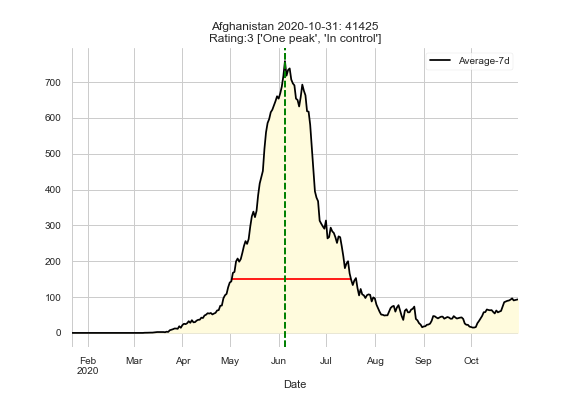 Afghanistan 2020-10-31: 41425
Rating:3 ['One peak', 'In control']
Average-7d
700
600
500
400
300
200
100
0
Feb Mar Apr May Jun Jul Aug Sep Oct
2020
Date